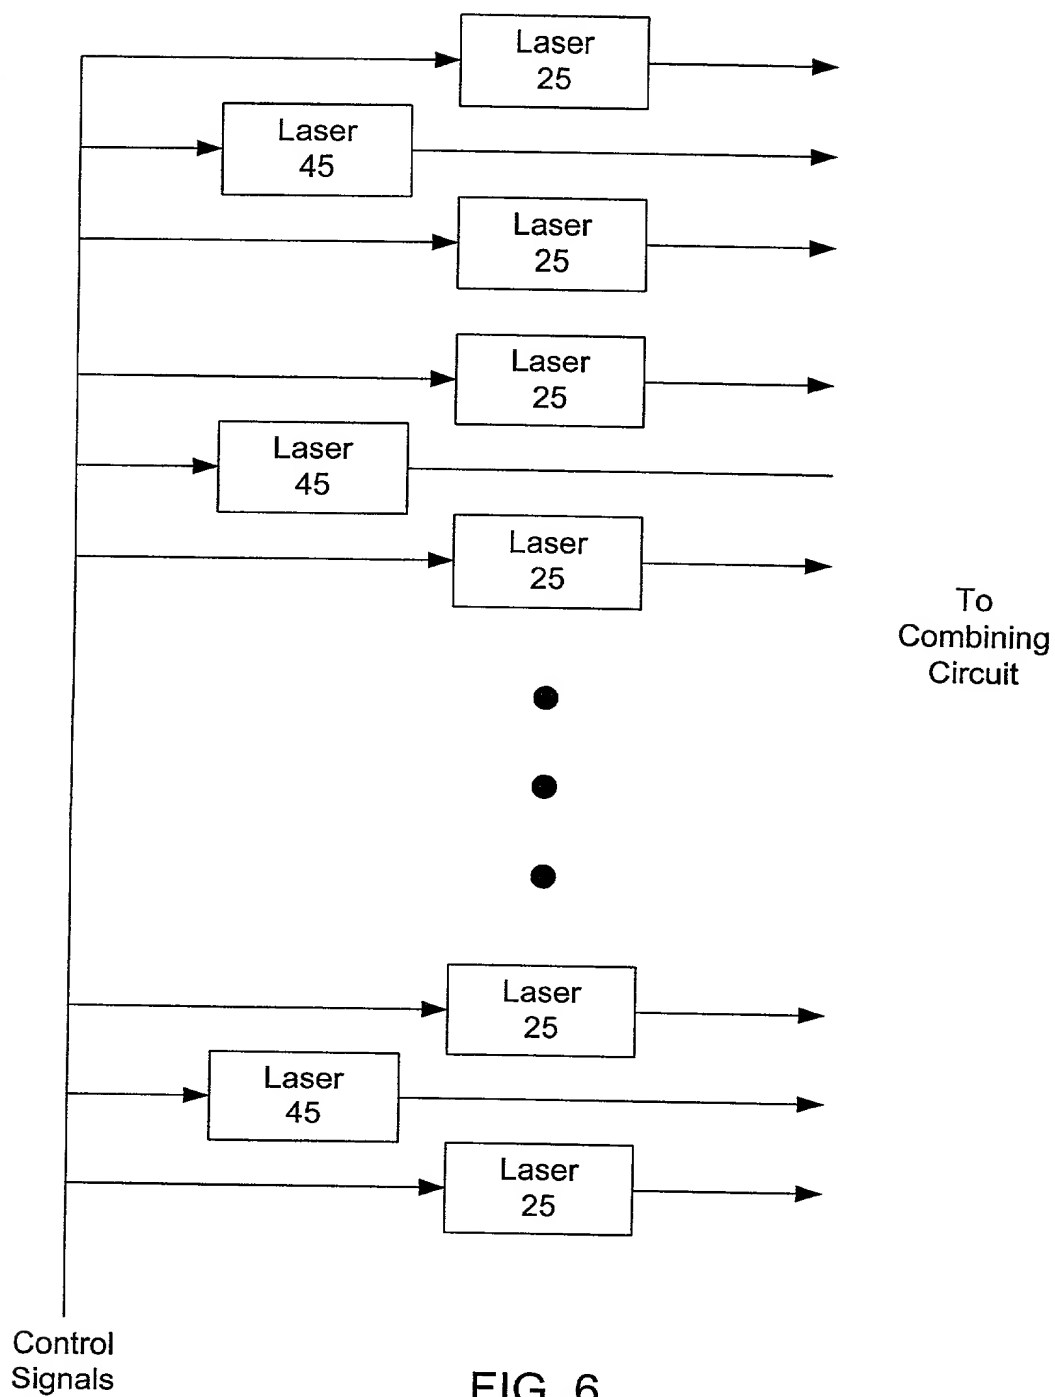 Laser
25
Laser
45
Laser
25
Laser
25
Laser
45
Laser
25
To
Combining
Circuit
Laser
25
Laser
45
Laser
25
Control
Signals
FIG. 6